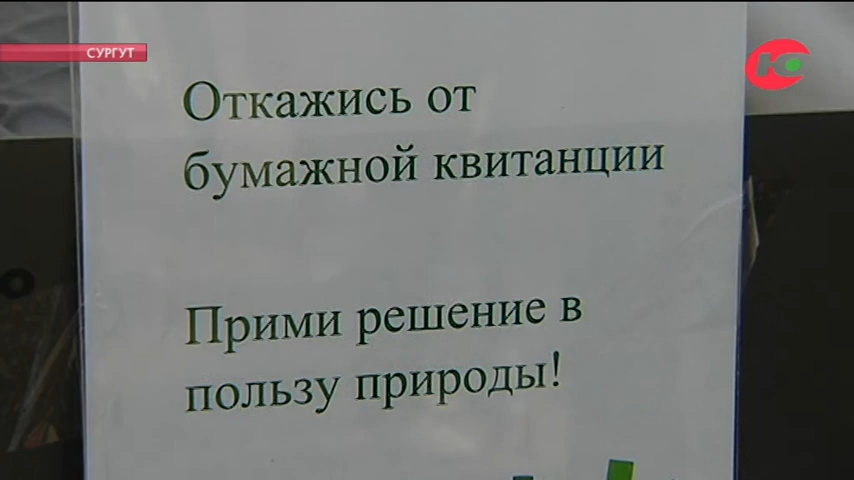 СУРГУТ
Ю
Откажись от
бумажной квитанции
Прими решение в
пользу природы!